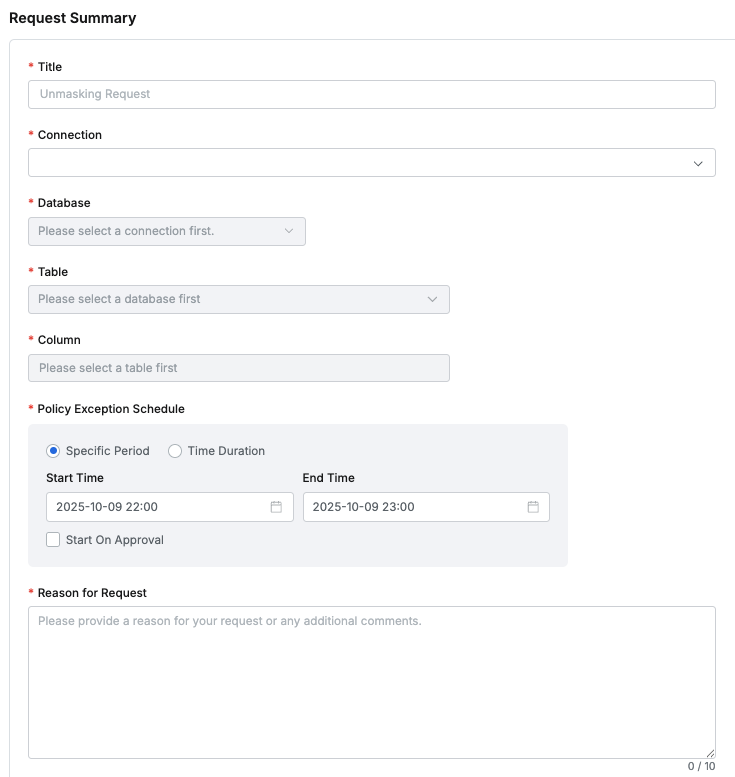 Request Summary
* Title
Unmasking Request
* Connection
* Database
Please select a connection first.
* Table
Please select a database first
* Column
Please select a table first
* Policy Exception Schedule
Specific Period Time Duration
Start Time End Time
2025-10-09 22:00 2025-10-09 23:00
Start On Approval
* Reason for Request
Please provide a reason for your request or any additional comments.
0 / 10